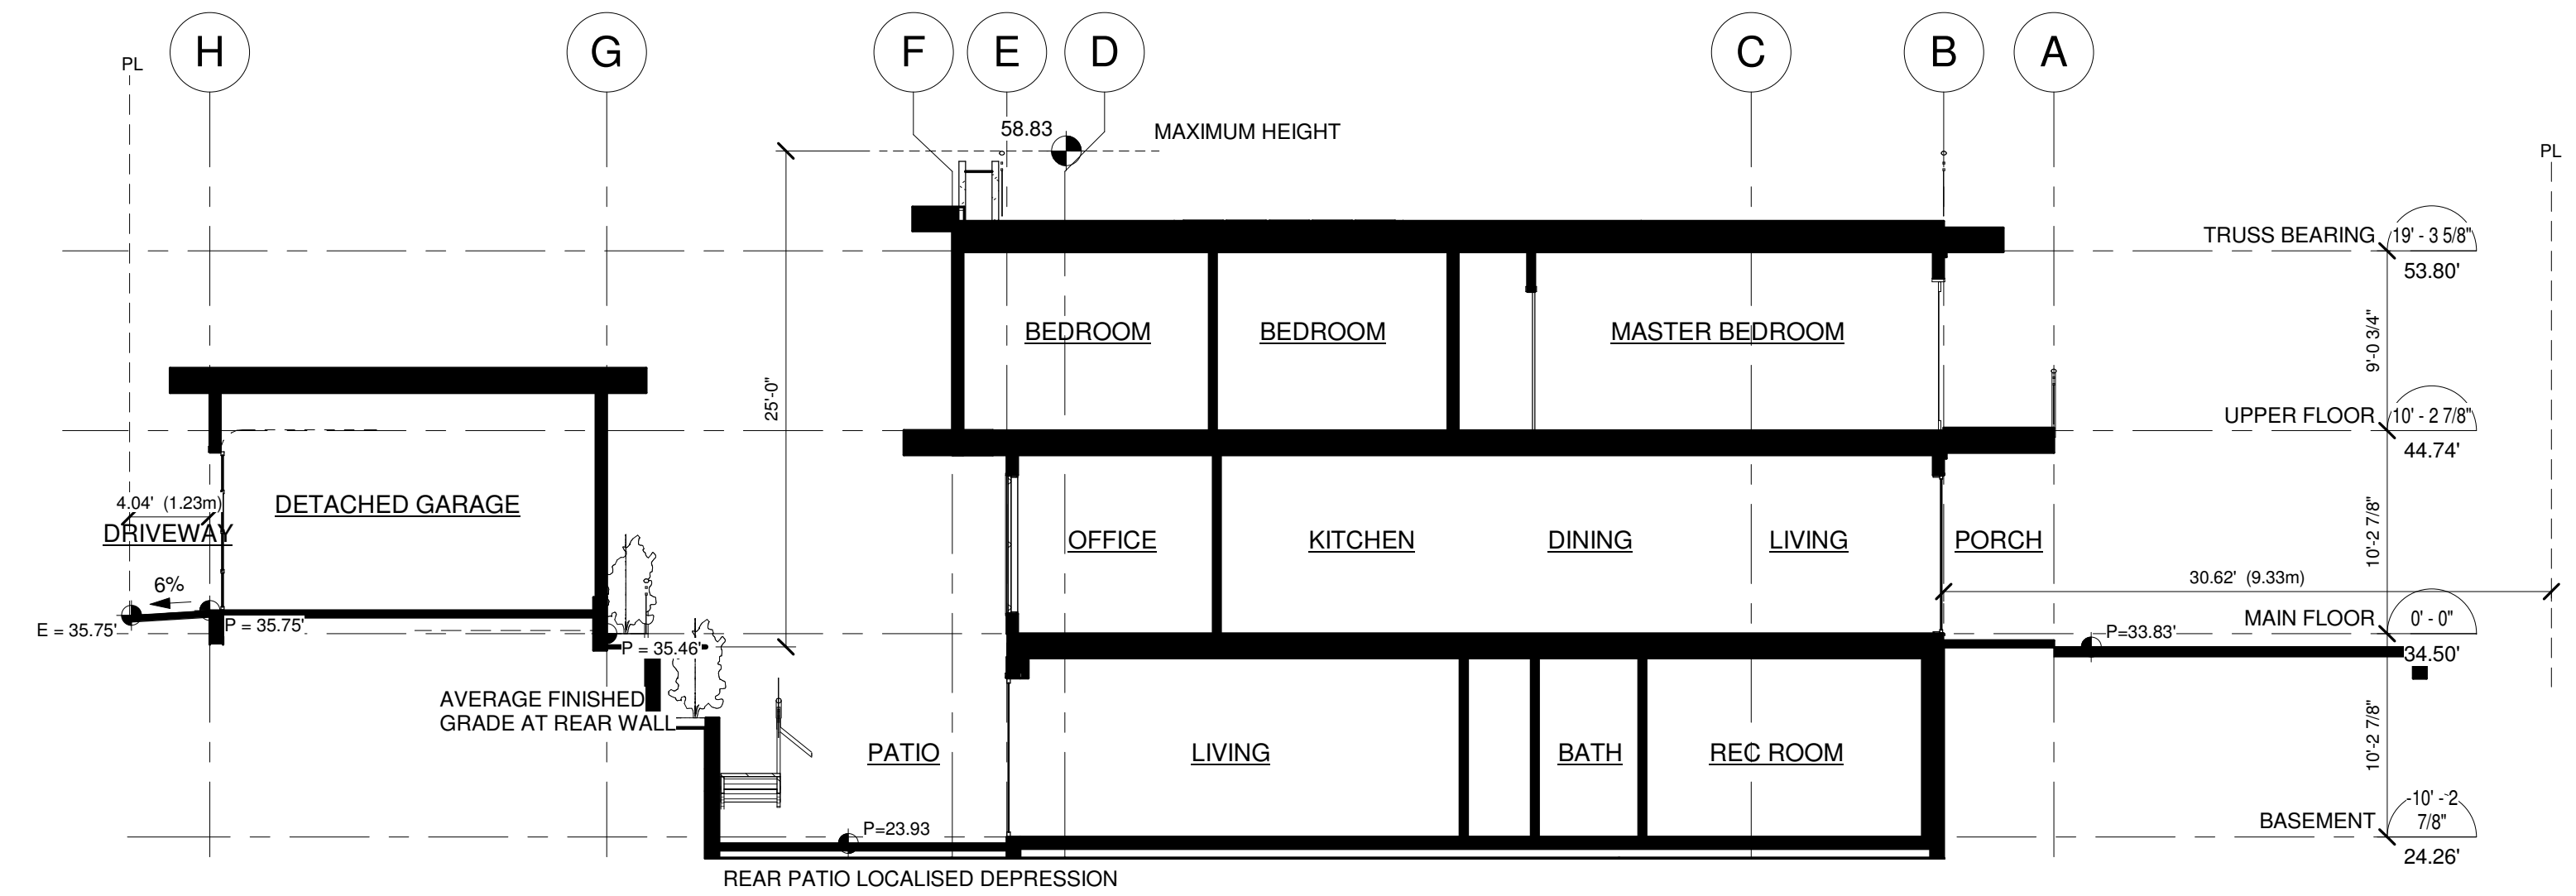 H
G
F
E
D
C
B
A
PL
PL
58.83
MAXIMUM HEIGHT
TRUSS BEARING
19' - 3 5/8"
53.80'
BEDROOM
BEDROOM
MASTER BEDROOM
9'-0 3/4"
25'-0"
UPPER FLOOR
10' - 2 7/8"
44.74'
4.04' (1.23m)
DETACHED GARAGE
DRIVEWAY
OFFICE
KITCHEN
DINING
LIVING
PORCH
10'-2 7/8"
30.62' (9.33m)
6%
E = 35.75'
P = 35.75'
MAIN FLOOR
0' - 0"
P=33.83'
34.50'
P = 35.46'
AVERAGE FINISHED
GRADE AT REAR WALL
PATIO
LIVING
BATH
REC ROOM
10'-2 7/8"
P=23.93
BASEMENT
-10' - 2
7/8"
24.26'
REAR PATIO LOCALISED DEPRESSION